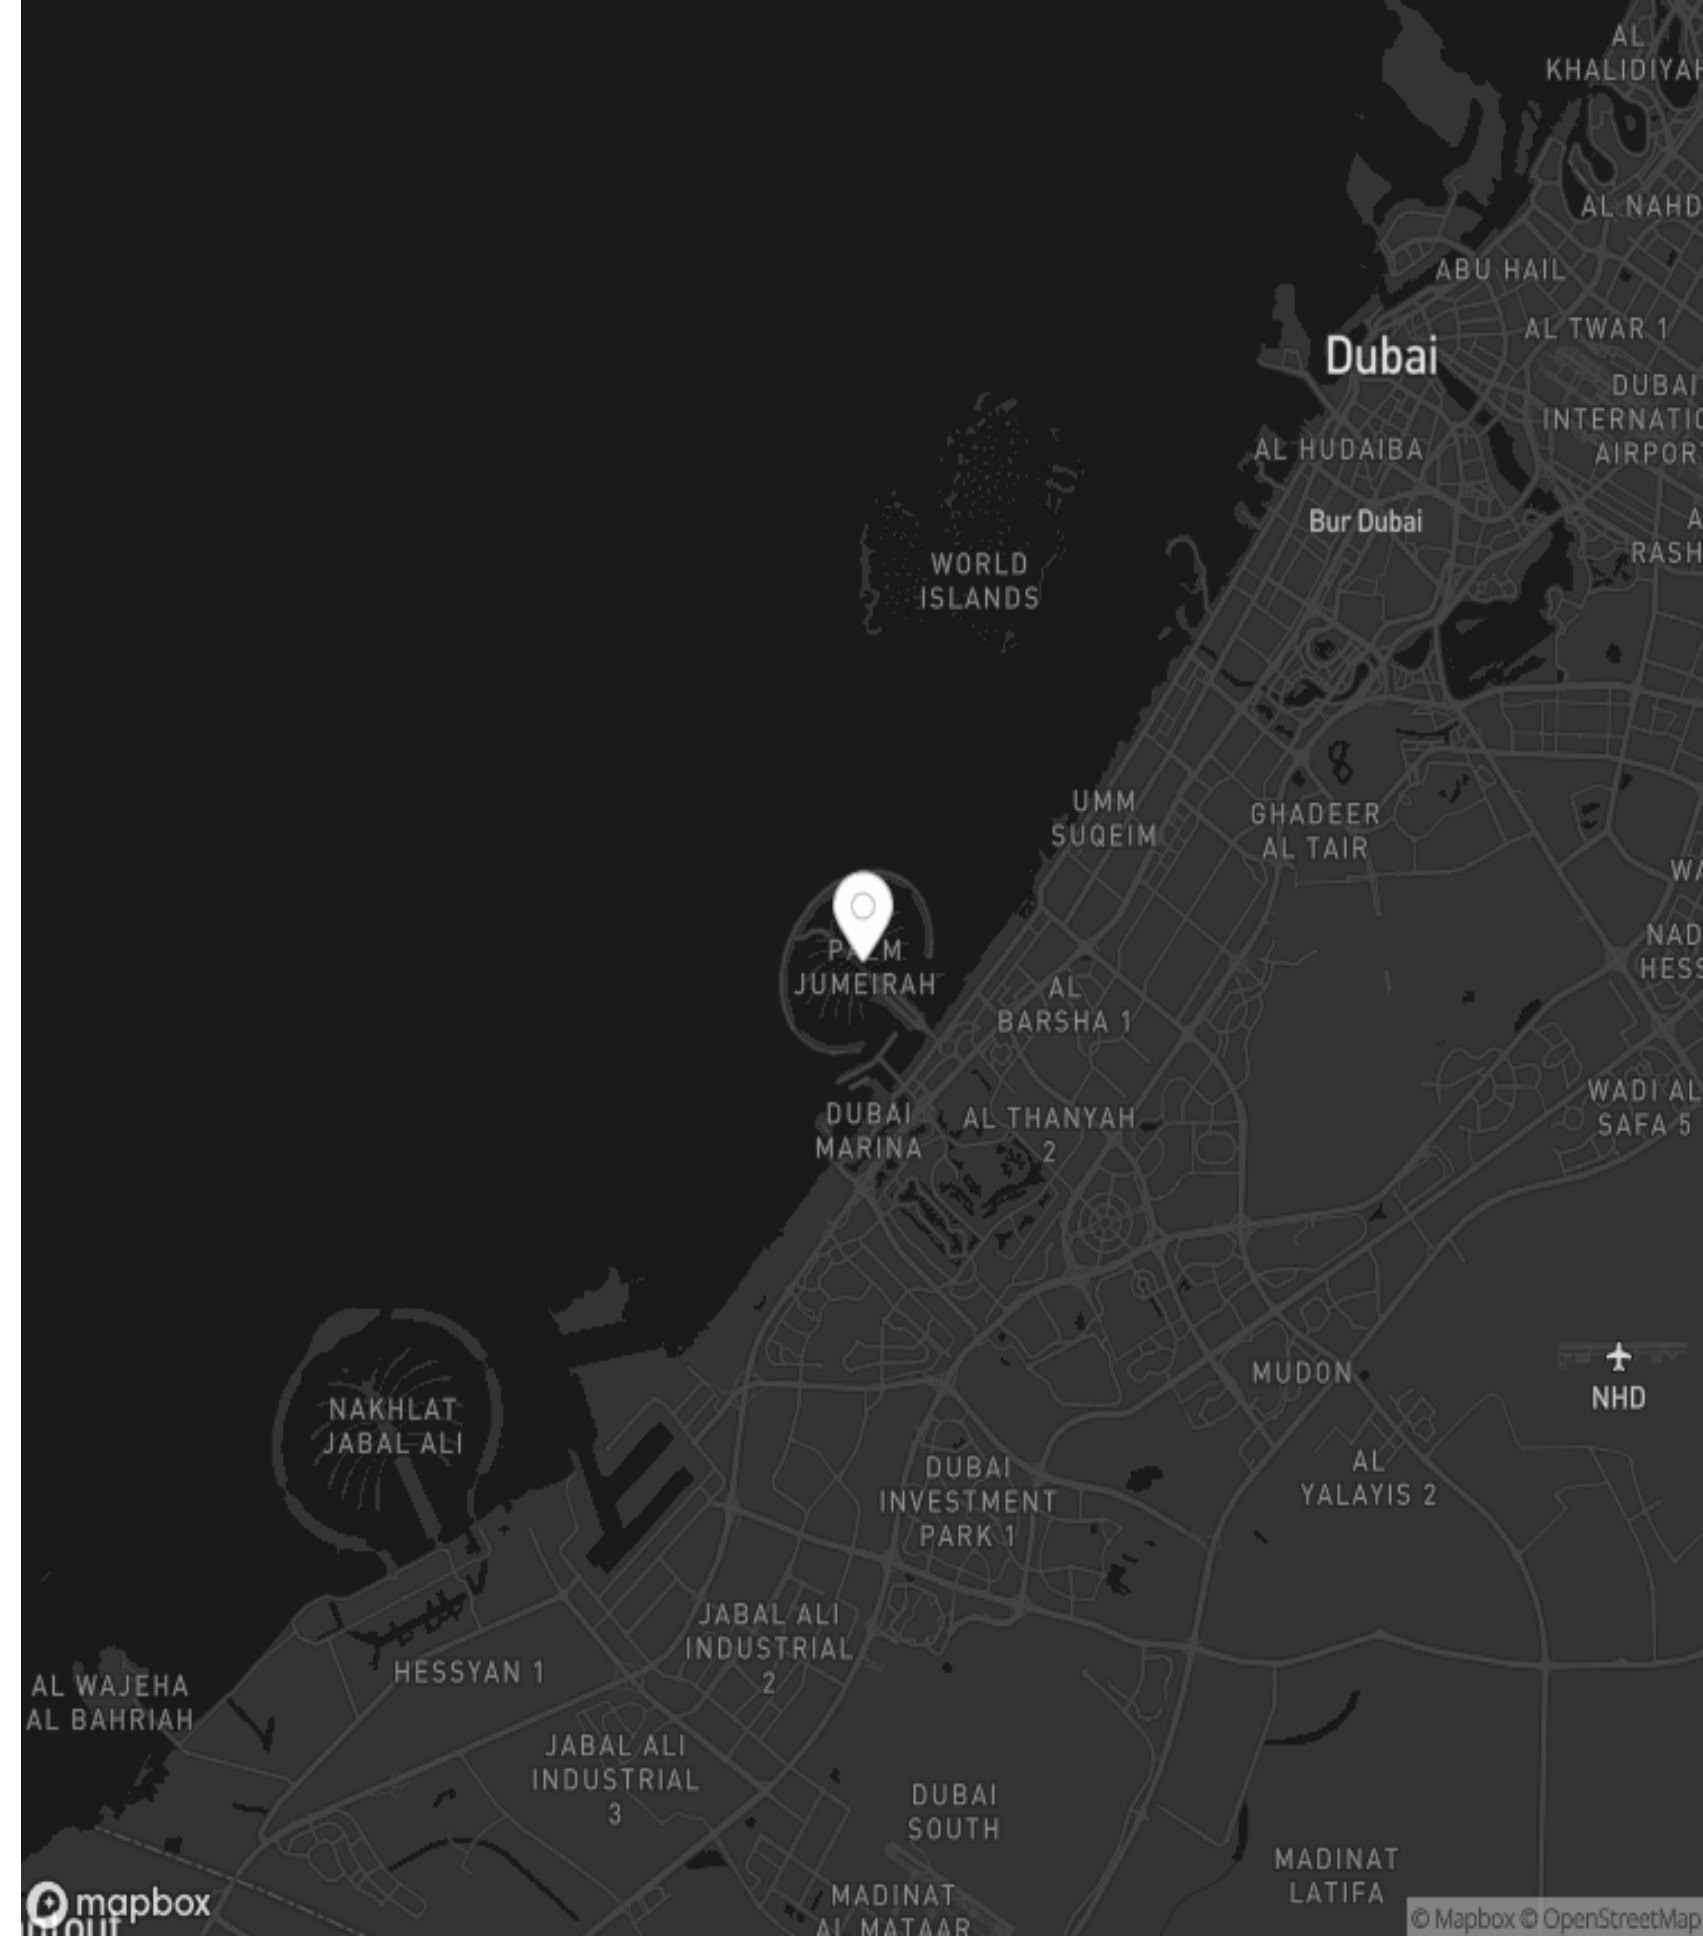 AL
KHALIDIYAH
AL NAHD
ABU HAIL
AL TWAR 1
Dubai
DUBAI
INTERNATIO
AIRPOR
AL HUDAIBA
Bur Dubai
A
RASH
WORLD
ISLANDS
UMM
SUQEIM
GHADEER
AL TAIR
WA
NAD
HESS
PALM
JUMEIRAH
AL
BARSHA 1
WADI AL
SAFA 5
DUBAI
MARINA
AL THANYAH
2
MUDON
NHD
NAKHLAT
JABAL ALI
DUBAI
INVESTMENT
PARK 1
AL
YALAYIS 2
JABAL ALI
INDUSTRIAL
2
HESSYAN 1
AL WAJEHA
AL BAHRIAH
JABAL ALI
INDUSTRIAL
3
DUBAI
SOUTH
MADINAT
LATIFA
MADINAT
AL MATAAR
mapbox
© Mapbox © OpenStreetMap